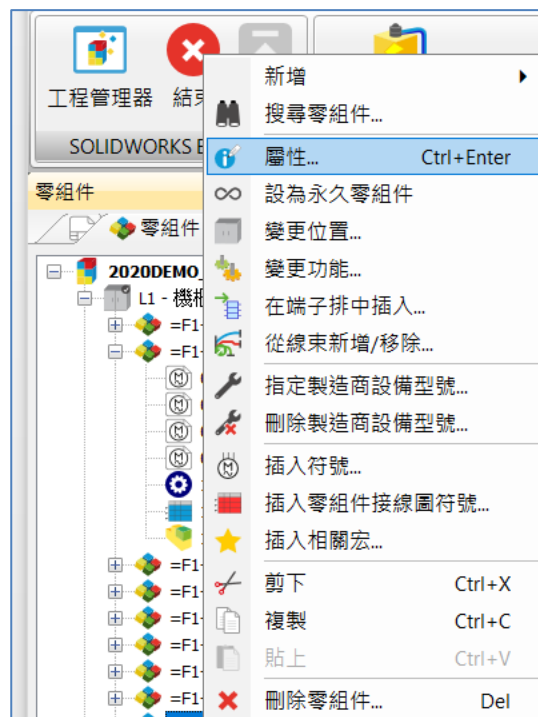 工程管理器
SOLIDWORKS E
零組件
零組件
2020DEMO_
L1 - 機
=F1-
=F1-
=F1-
=F1-
=F1-
=F1-
=F1-
=F1-
新增
搜尋零組件...
屬性... Ctrl+Enter
設為永久零組件
變更位置...
變更功能...
在端子排中插入...
從線束新增/移除...
指定製造商設備型號...
刪除製造商設備型號...
插入符號...
插入零組件接線圖符號...
插入相關宏...
剪下 Ctrl+X
複製 Ctrl+C
貼上 Ctrl+V
刪除零組件... Del